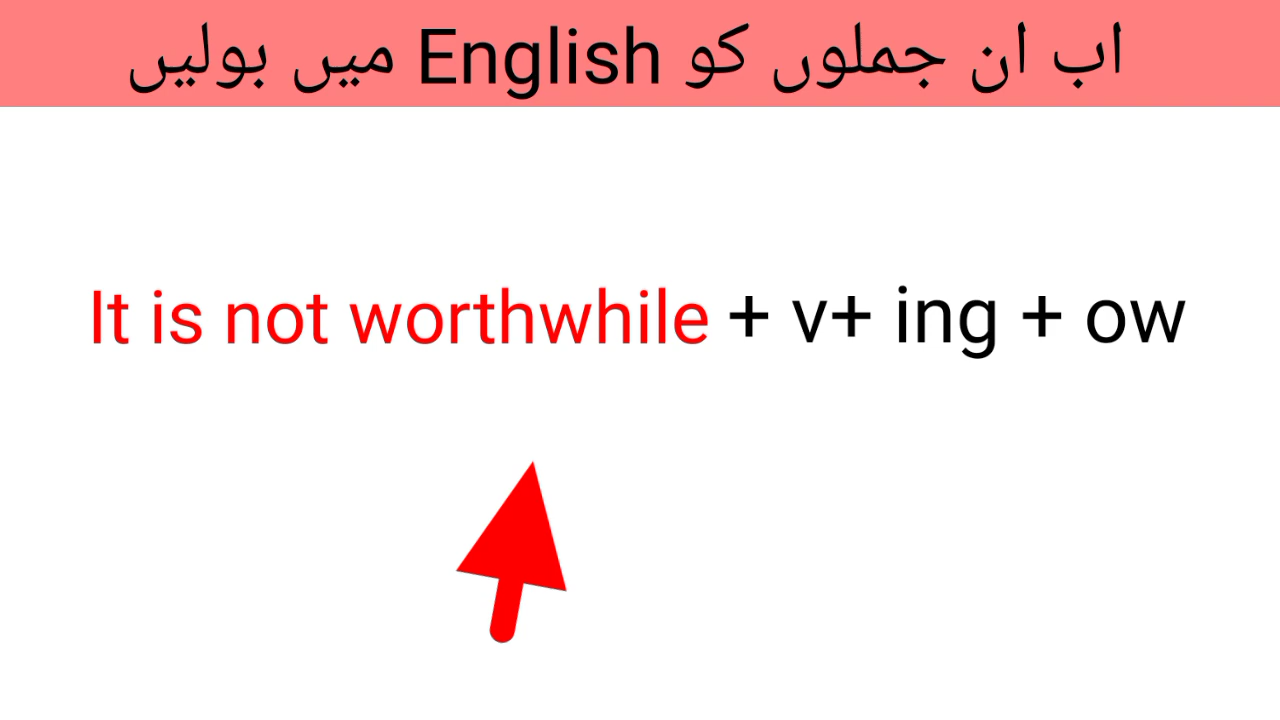 اب ان جملوں کو English میں بولیں
It is not worthwhile + v+ ing + ow